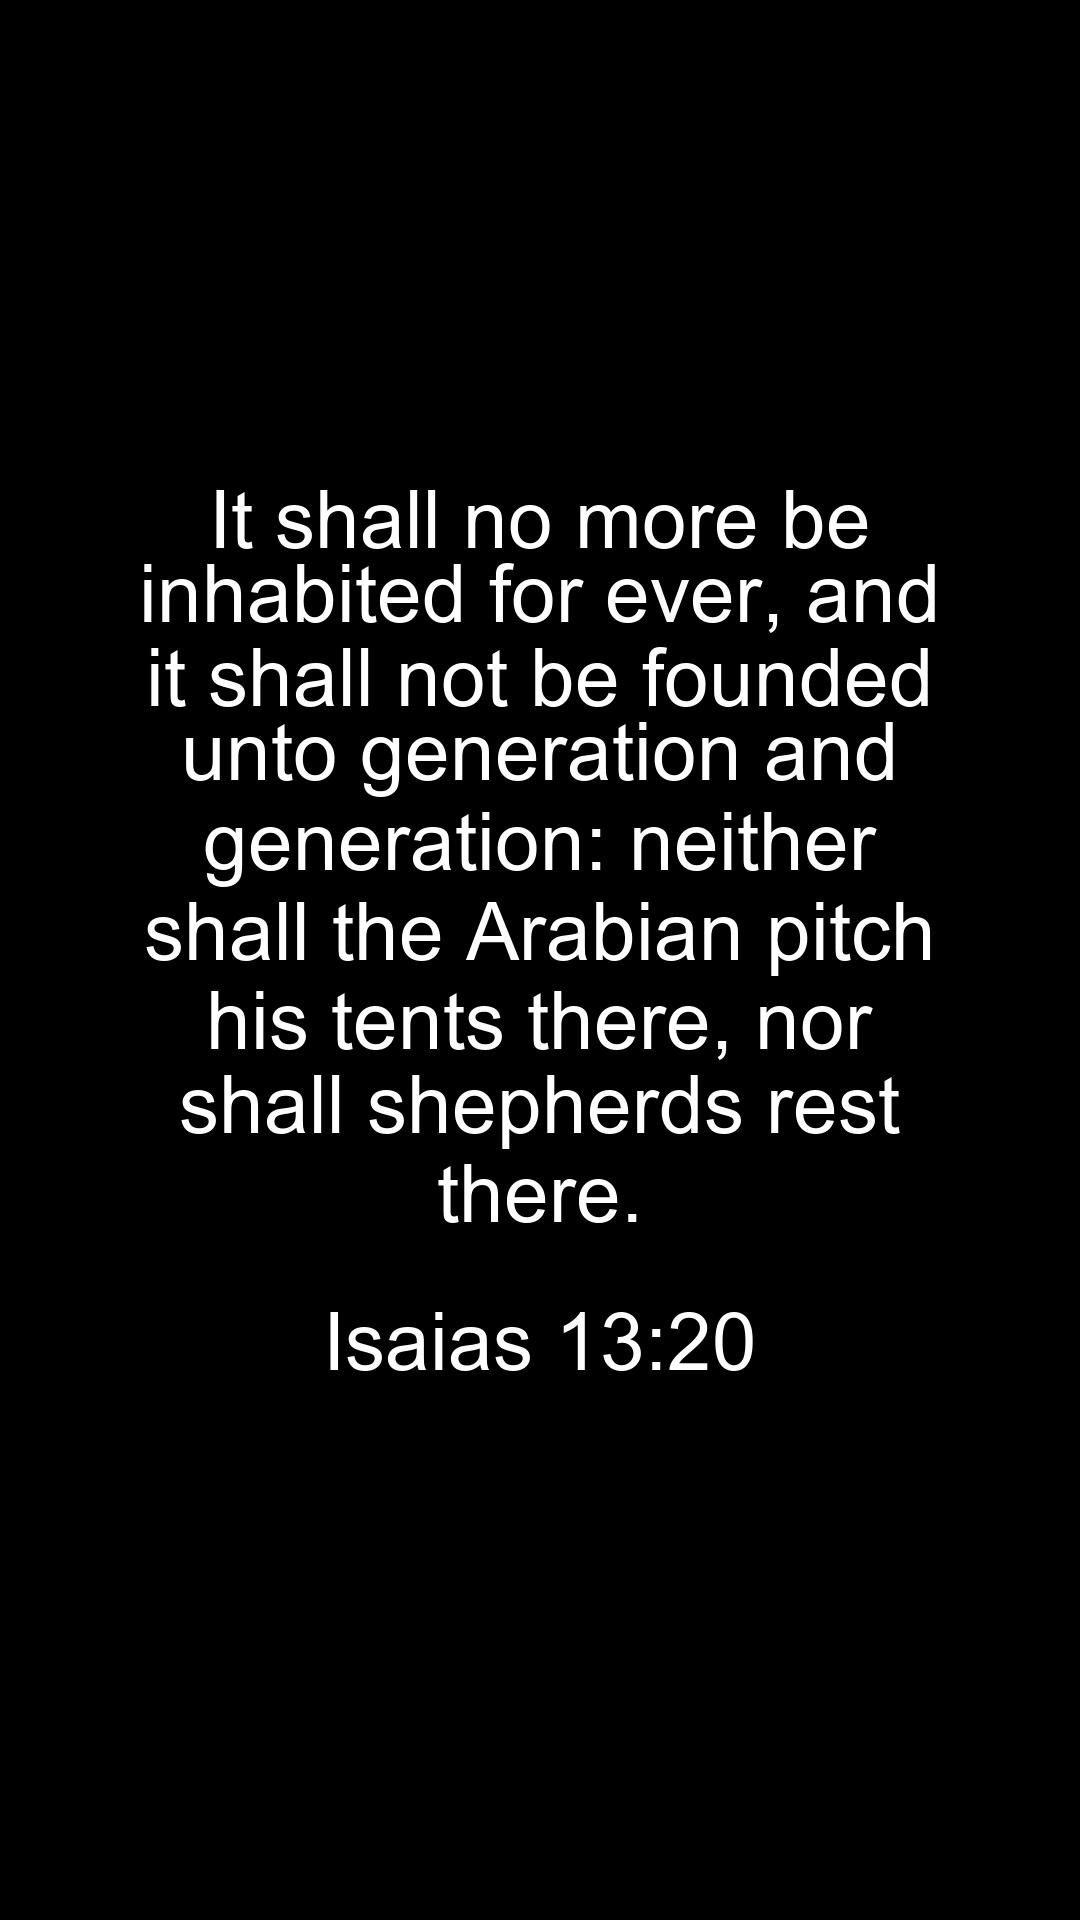 It shall no more be
inhabited for ever, and
it shall not be founded
unto generation and
generation: neither
shall the Arabian pitch
his tents there, nor
shall shepherds rest
there.
Isaias 13:20